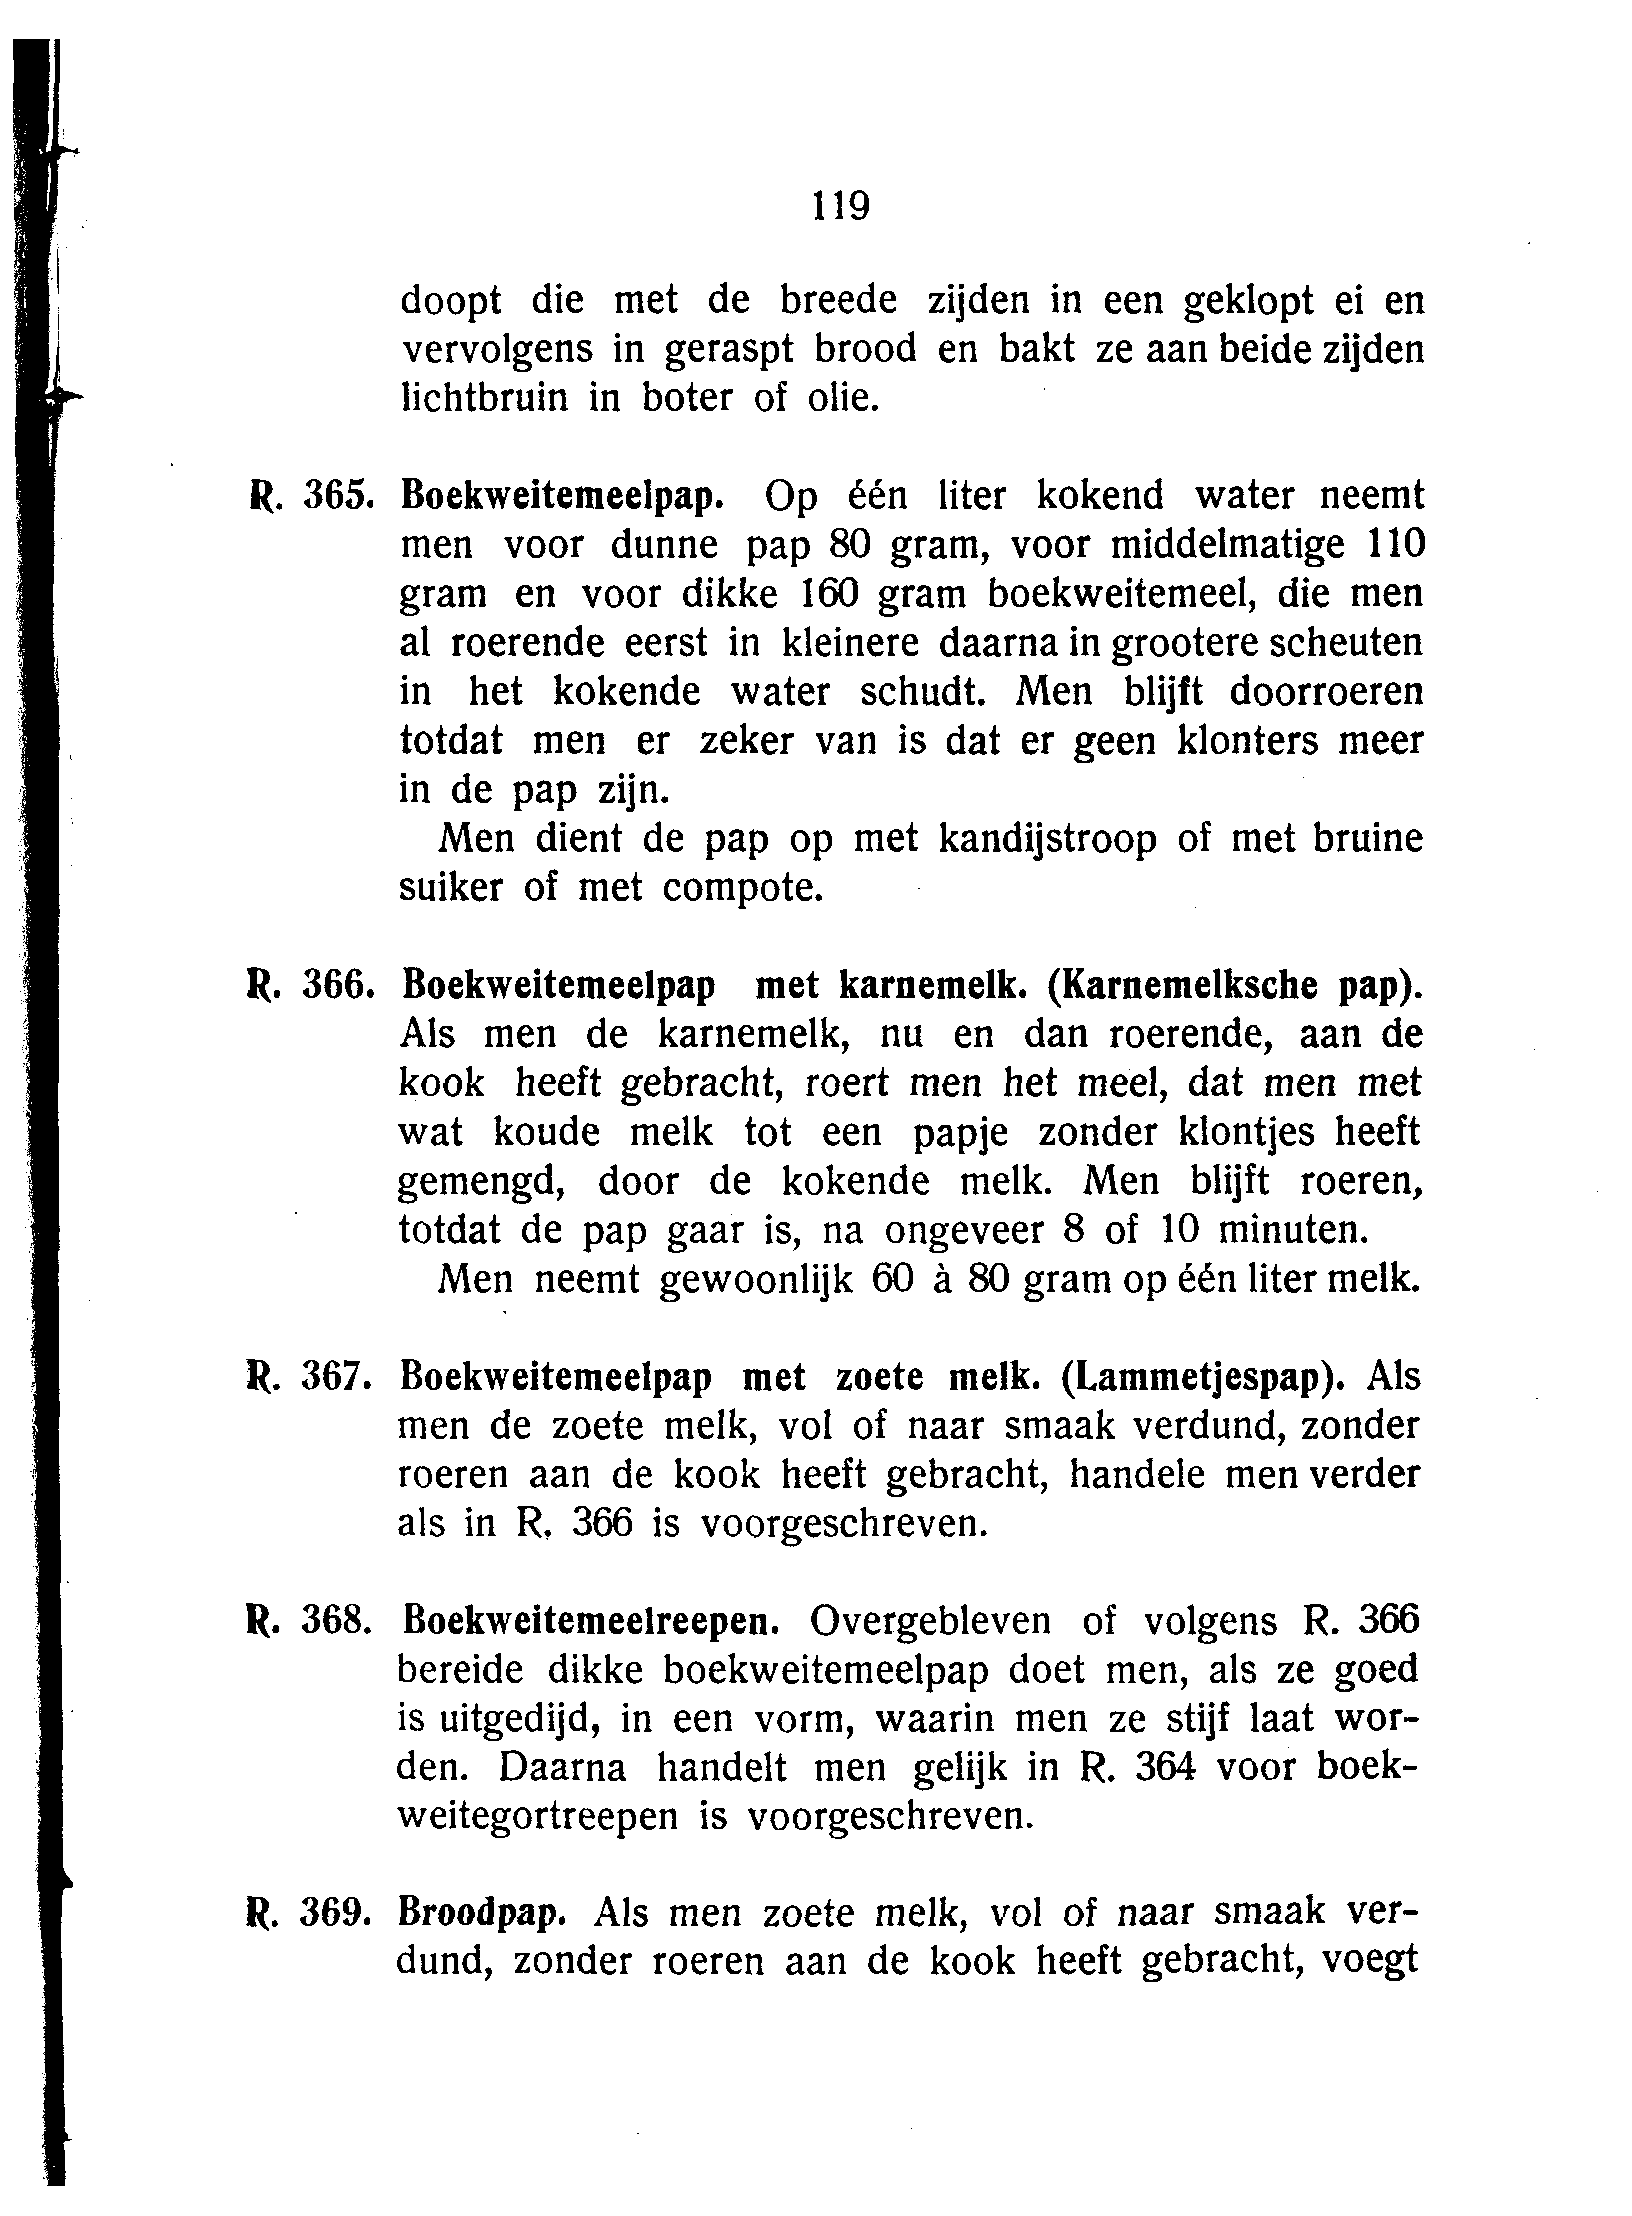 119
doopt die met de breede zijden in een geklopt ei en
vervolgens in geraspt brood en bakt ze aan beide zijden
lichtbruin in boter of olie.
R. 365. Boekweitemeelpap. Op één liter kokend water neemt
men voor dunne pap 80 gram, voor middelmatige 110
gram en voor dikke 160 gram boekweitemeel, die men
al roerende eerst in kleinere daarna in grootere scheuten
in het kokende water schudt. Men blijft doorroeren
totdat men er zeker van is dat er geen klonters meer
in de pap zijn.
Men dient de pap op met kandijstroop of met bruine
suiker of met compote.
R. 366. Boekweitemeelpap met karnemelk. (Karnemelksche pap).
Als men de karnemelk, nu en dan roerende, aan de
kook heeft gebracht, roert men het meel, dat men met
wat koude melk tot een papje zonder klontjes heeft
gemengd, door de kokende melk. Men blijft roeren,
totdat de pap gaar is, na ongeveer 8 of 10 minuten.
Men neemt gewoonlijk 60 à 80 gram op één liter melk.
R. 367. Boekweitemeelpap met zoete melk. (Lammetjespap). Als
men de zoete melk, vol of naar smaak verdund, zonder
roeren aan de kook heeft gebracht, handele men verder
als in R. 366 is voorgeschreven.
R. 368. Boekweitemeelreepen. Overgebleven of volgens R. 366
bereide dikke boekweitemeelpap doet men, als ze goed
is uitgedijd, in een vorm, waarin men ze stijf laat wor-
den. Daarna handelt men gelijk in R. 364 voor boek-
weitegortreepen is voorgeschreven.
R. 369. Broodpap. Als men zoete melk, vol of naar smaak ver-
dund, zonder roeren aan de kook heeft gebracht, voegt